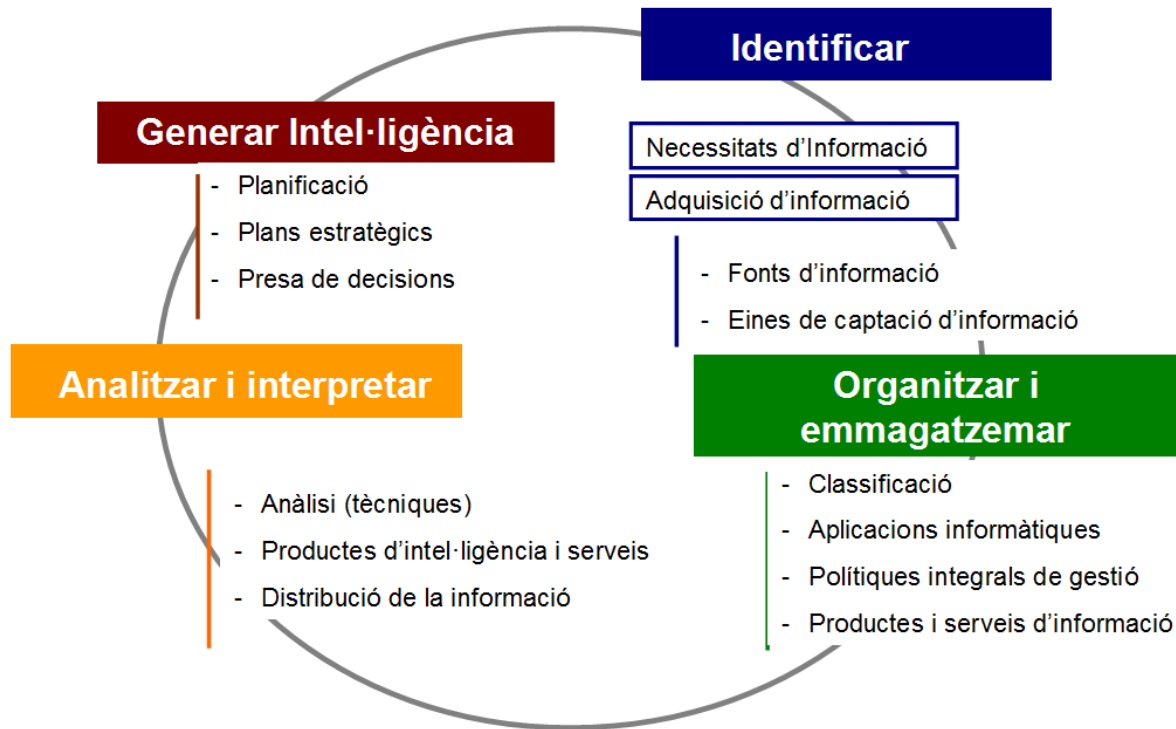 Identificar
Necessitats d’Informació
Adquisició d’informació
- Fonts d’informació
- Eines de captació d’informació
Organitzar i
emmagatzemar
- Classificació
- Aplicacions informàtiques
- Polítiques integrals de gestió
- Productes i serveis d’informació
Analitzar i interpretar
- Anàlisi (tècniques)
- Productes d’intel·ligència i serveis
- Distribució de la informació
Generar Intel·ligència
- Planificació
- Plans estratègics
- Presa de decisions